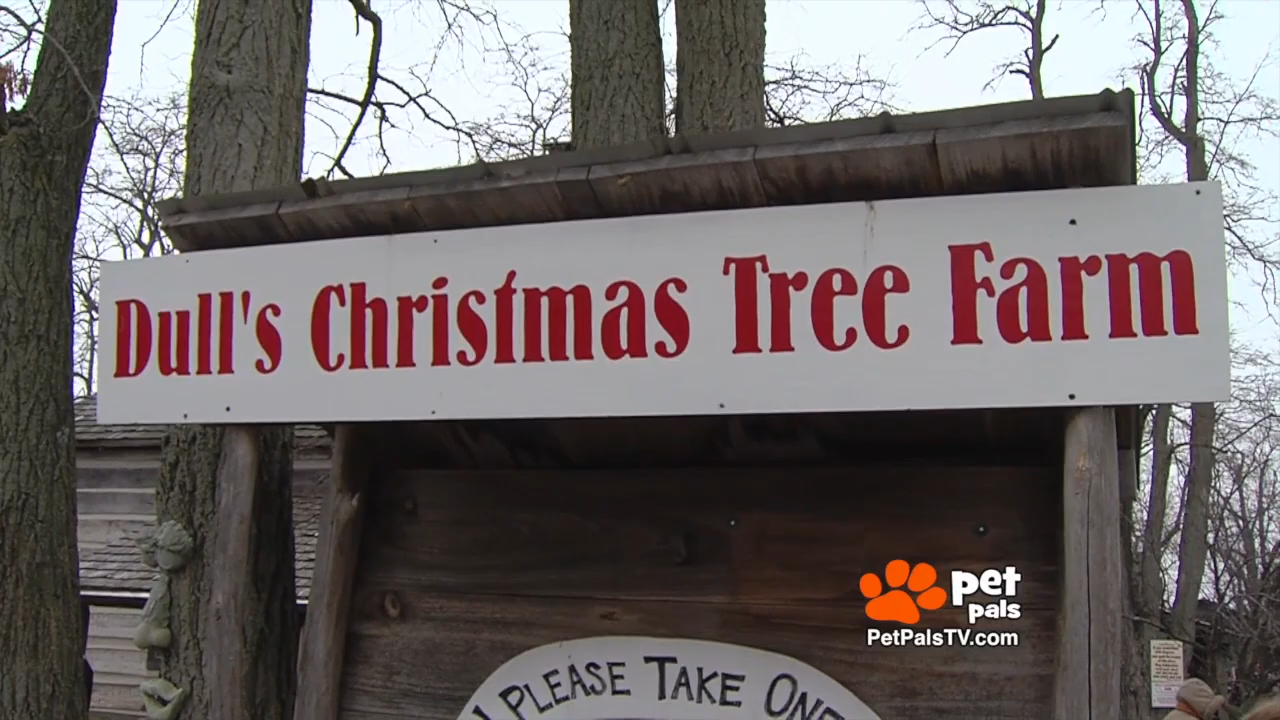 Dull's Christmas Tree Farm
pet
pals
PetPalsTV.com
PLEASE TAKE ONE